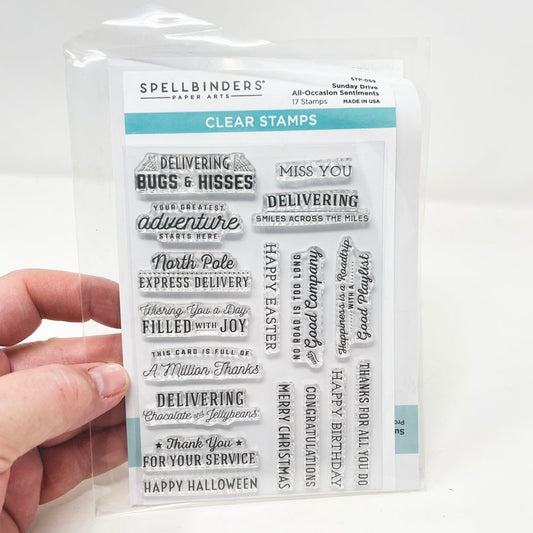 SPELLBINDERS®
PAPER ARTS
STP-069
Sunday Drive
All-Occasion Sentiments
17 Stamps MADE IN USA
CLEAR STAMPS
DELIVERING
BUGS & HISSES
MISS YOU
YOUR GREATEST
adventure
STARTS HERE
DELIVERING
SMILES ACROSS THE MILES
North Pole
EXPRESS DELIVERY
HAPPY EASTER
NO ROAD IS TOO LONG
with
Good Company
Happiness is a Roadtrip
WITH A
Good Playlist
Wishing You a Day
FILLED WITH JOY
THIS CARD IS FULL OF
A Million Thanks
DELIVERING
Chocolate and Jellybeans
Thank You
FOR YOUR SERVICE
HAPPY HALLOWEEN
MERRY CHRISTMAS
CONGRATULATIONS
HAPPY BIRTHDAY
THANKS FOR ALL YOU DO
Su
Pro